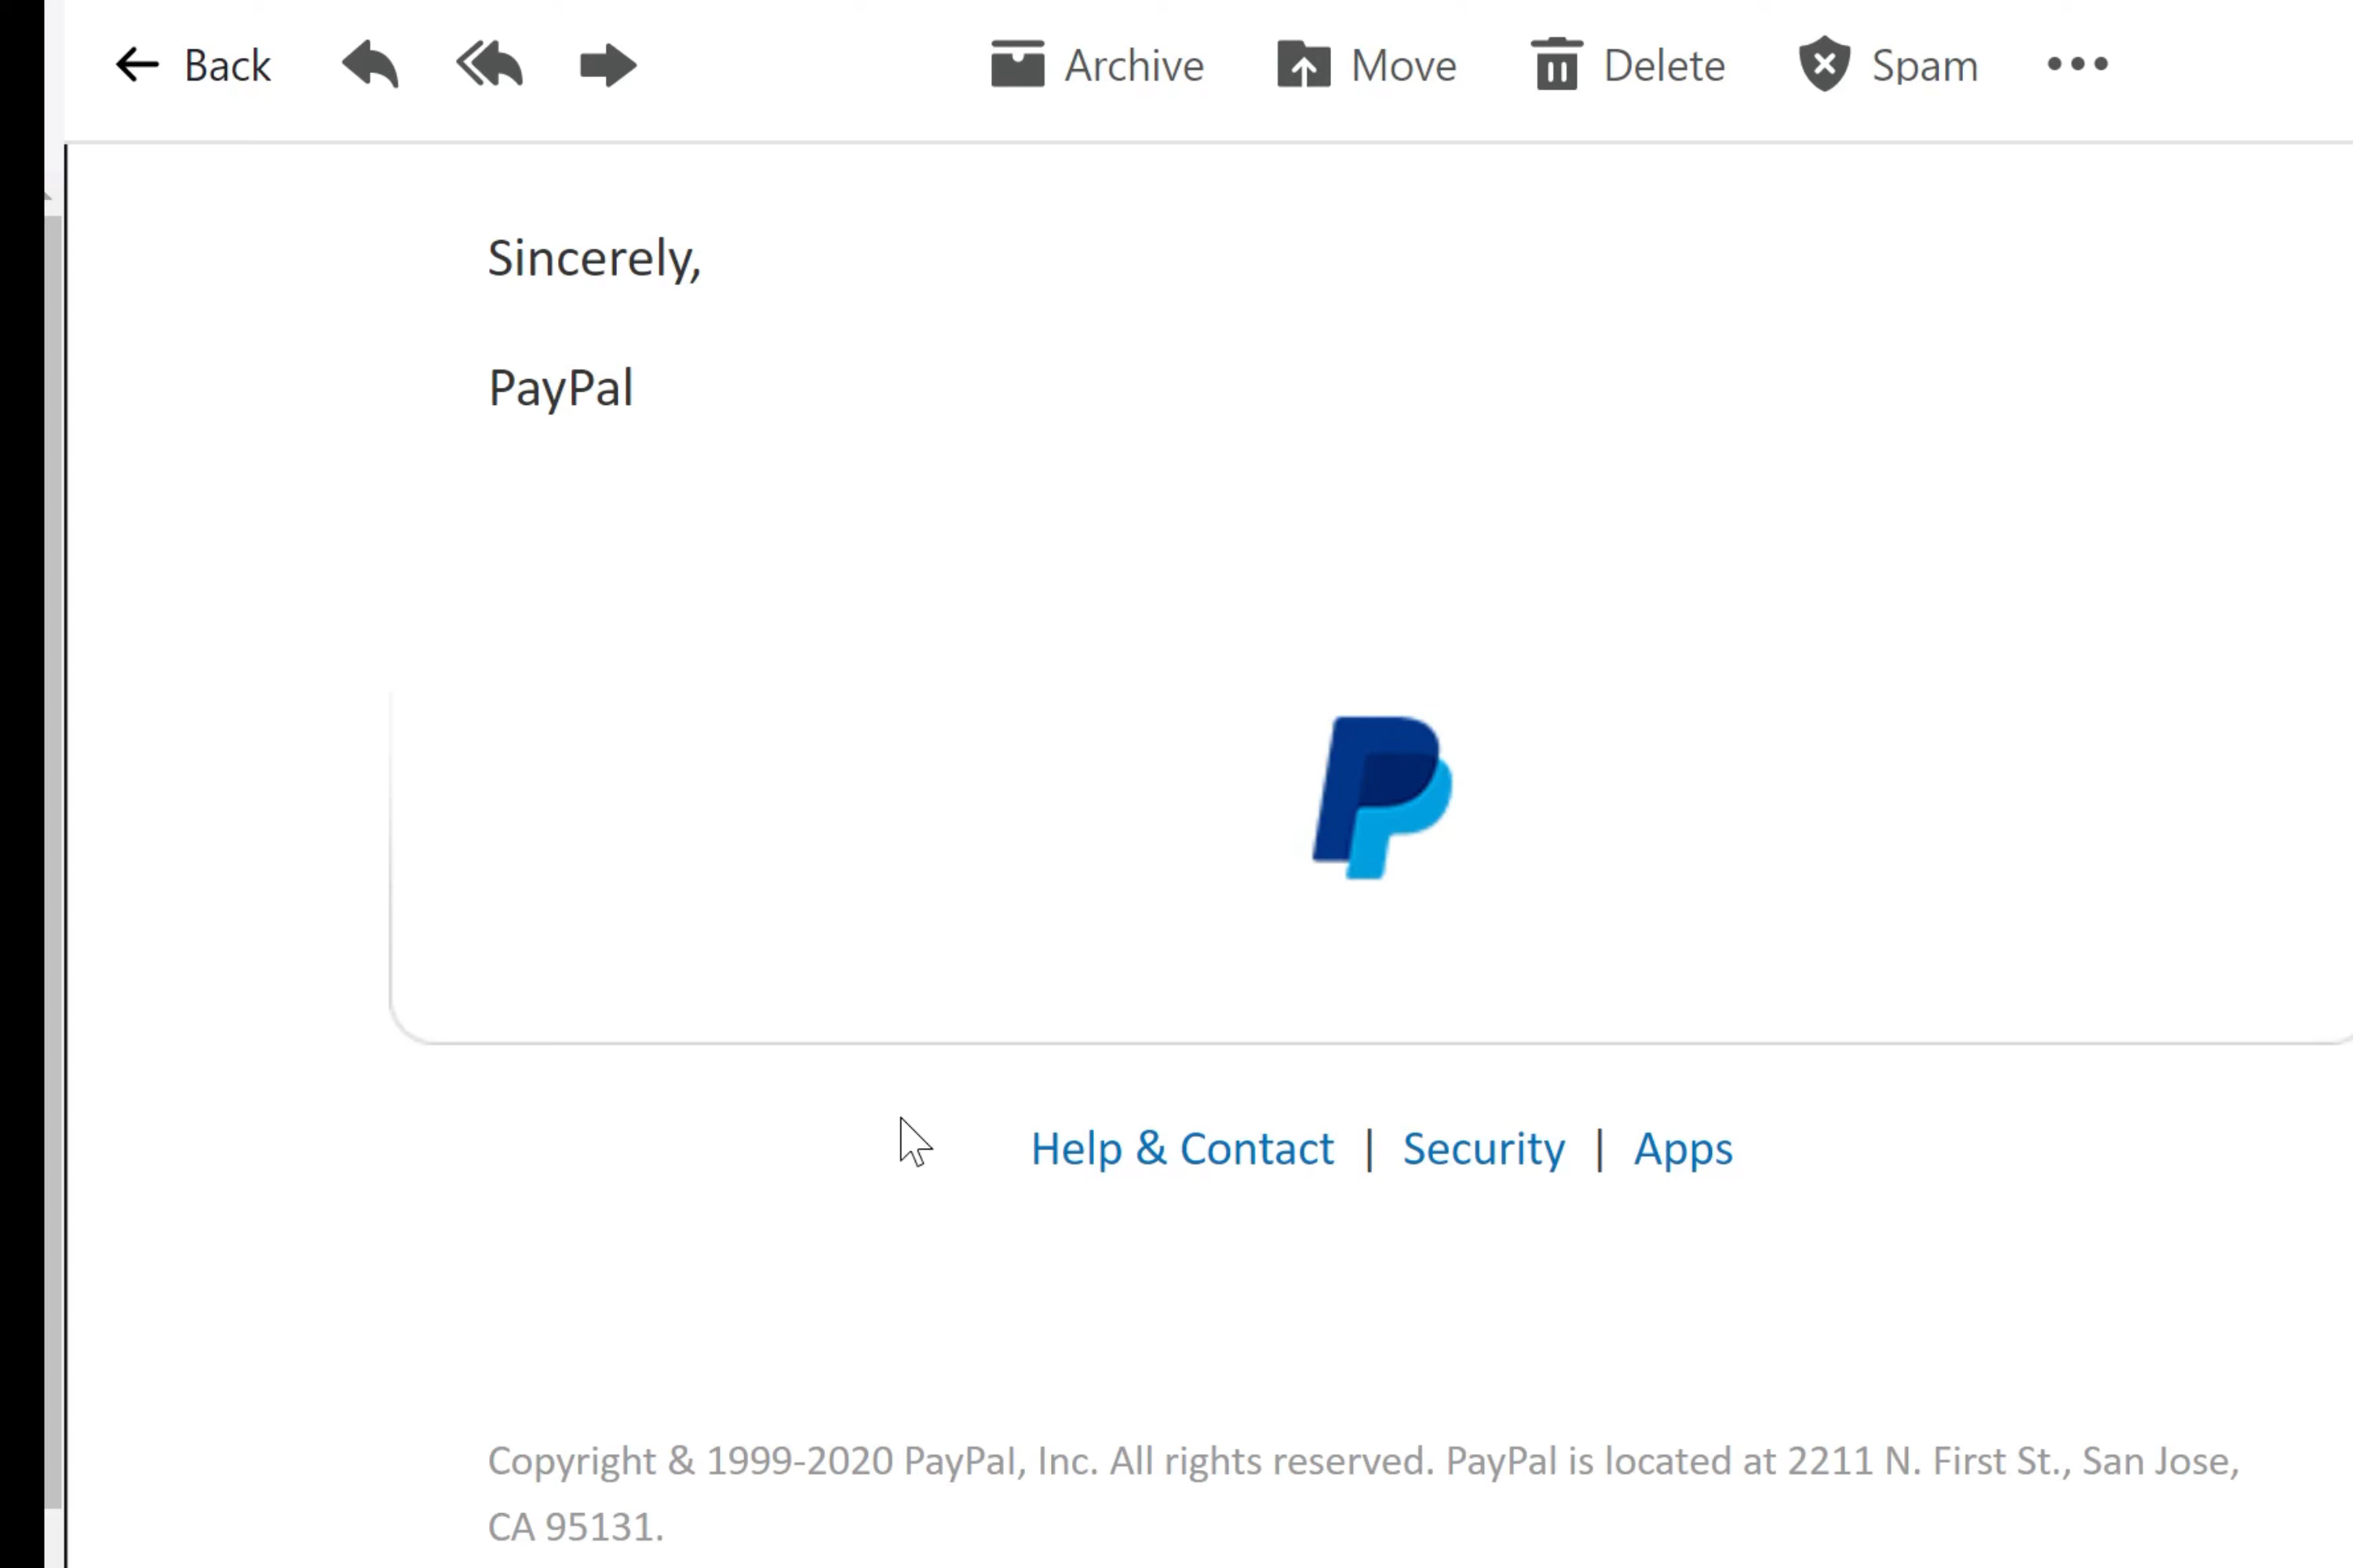 Back Archive Move Delete Spam
Sincerely,
PayPal
Help & Contact | Security | Apps
Copyright & 1999-2020 PayPal, Inc. All rights reserved. PayPal is located at 2211 N. First St., San Jose,
CA 95131.